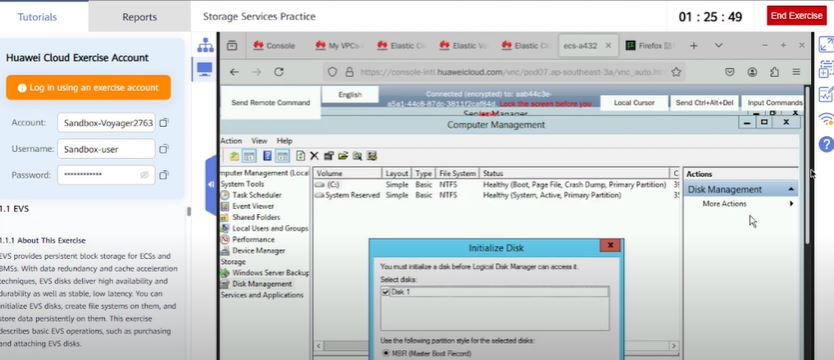 Tutorials
Reports
Storage Services Practice
01 : 25 : 49
End Exercise
Huawei Cloud Exercise Account
Log in using an exercise account
Account:
Sandbox-Voyager2763
Username:
Sandbox-user
Password:
1.1 EVS
1.1.1 About This Exercise
EVS provides persistent block storage for ECSs and
BMSs. With data redundancy and cache acceleration
techniques, EVS disks deliver high availability and
durability as well as stable, low latency. You can
initialize EVS disks, create file systems on them, and
store data persistently on them. This exercise
describes basic EVS operations, such as purchasing
and attaching EVS disks.
Console
My VPCs
Elastic Cl
Elastic Vo
Elastic Cl
ecs-a432
Firefox
https://console-intl.huaweicloud.com/vnc/pod07.ap-southeast-3a/vnc_auto.h
Send Remote Command
English
Connected (encrypted) to:
Lock the screen before you
Local Cursor
Send Ctrl+Alt+Del
Input Commands
Computer Management
Action View Help
mputer Management (Local
System Tools
Task Scheduler
Event Viewer
Shared Folders
Local Users and Groups
Performance
Device Manager
Storage
Windows Server Backup
Disk Management
Services and Applications
Volume Layout Type File System Status C
(C:) Simple Basic NTFS Healthy (Boot, Page File, Crash Dump, Primary Partition)
System Reserved Simple Basic NTFS Healthy (System, Active, Primary Partition)
Actions
Disk Management
More Actions
Initialize Disk
You must initialize a disk before Logical Disk Manager can access it.
Select disks:
Disk 1
Use the following partition style for the selected disks:
MBR (Master Boot Record)